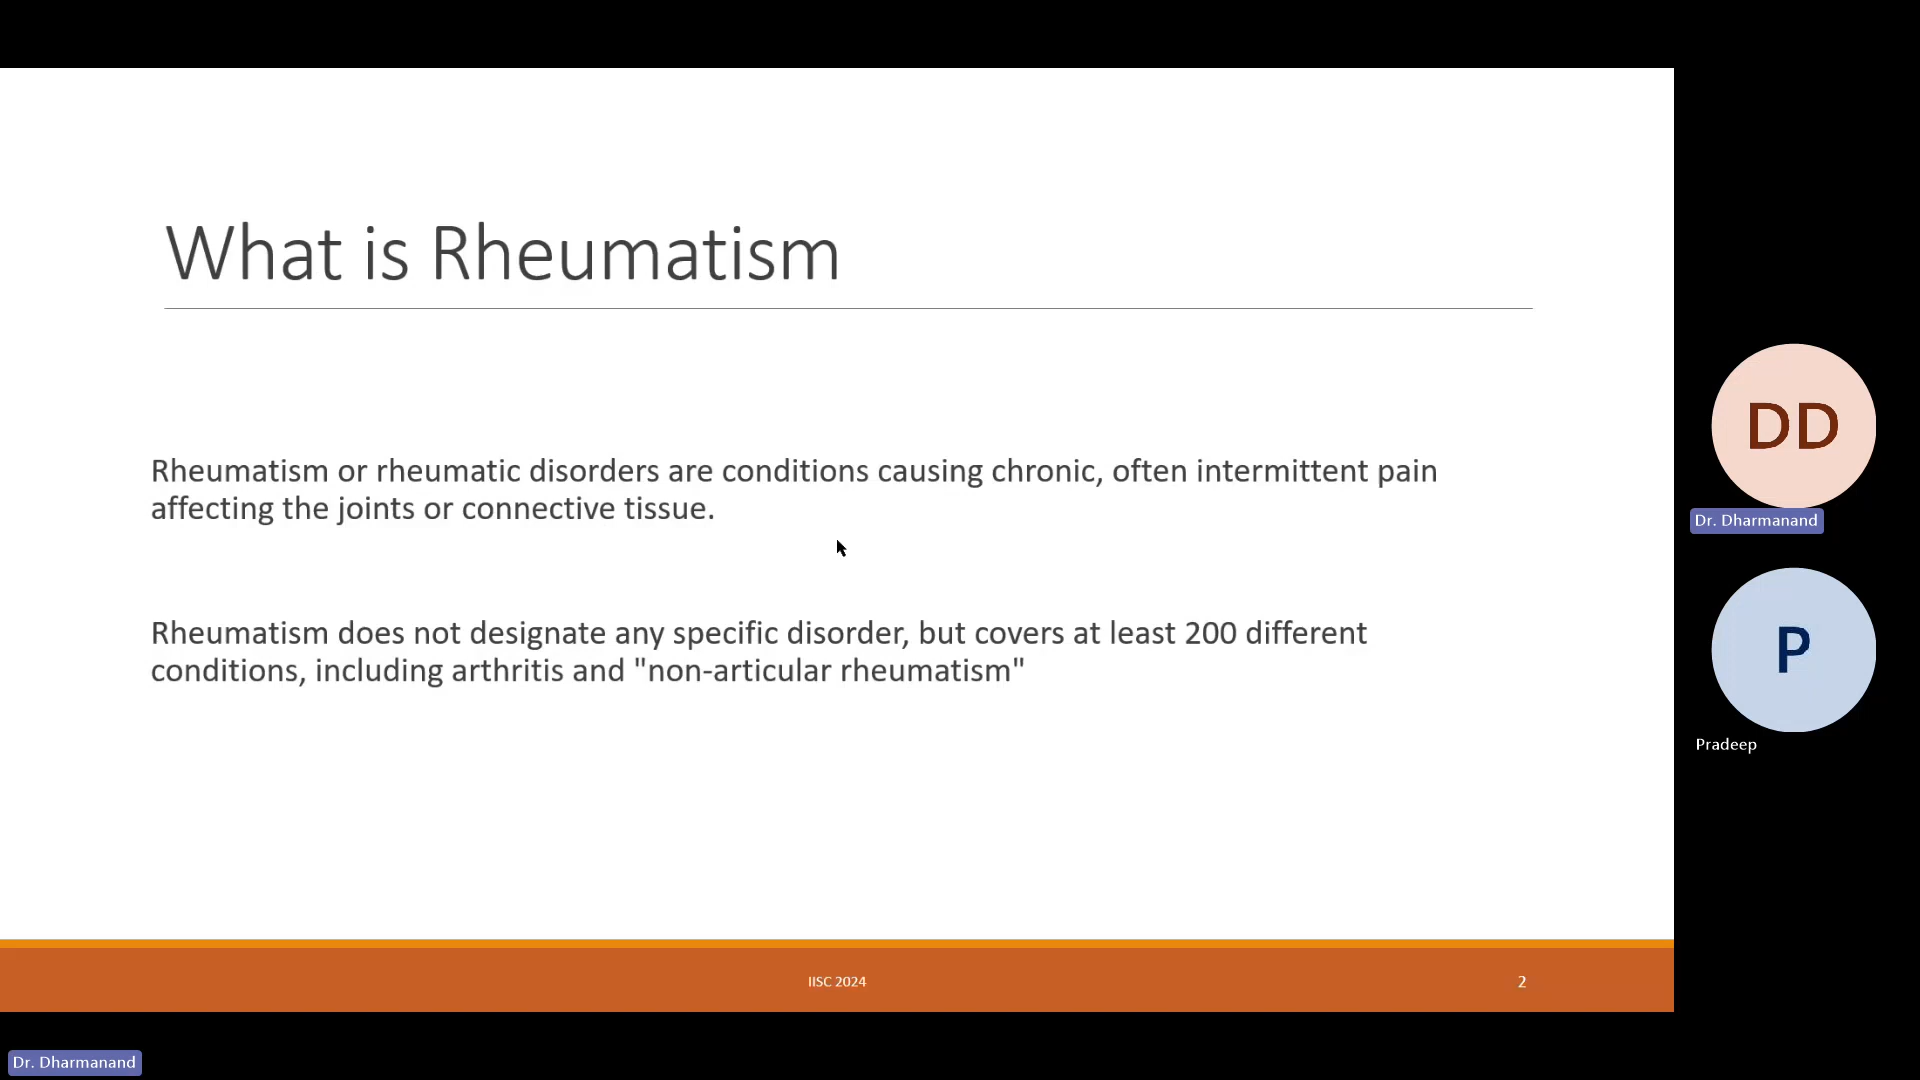 What is Rheumatism
Rheumatism or rheumatic disorders are conditions causing chronic, often intermittent pain
affecting the joints or connective tissue.
Rheumatism does not designate any specific disorder, but covers at least 200 different
conditions, including arthritis and "non-articular rheumatism"
IISC 2024
2
DD
Dr. Dharmanand
P
Pradeep
Dr. Dharmanand